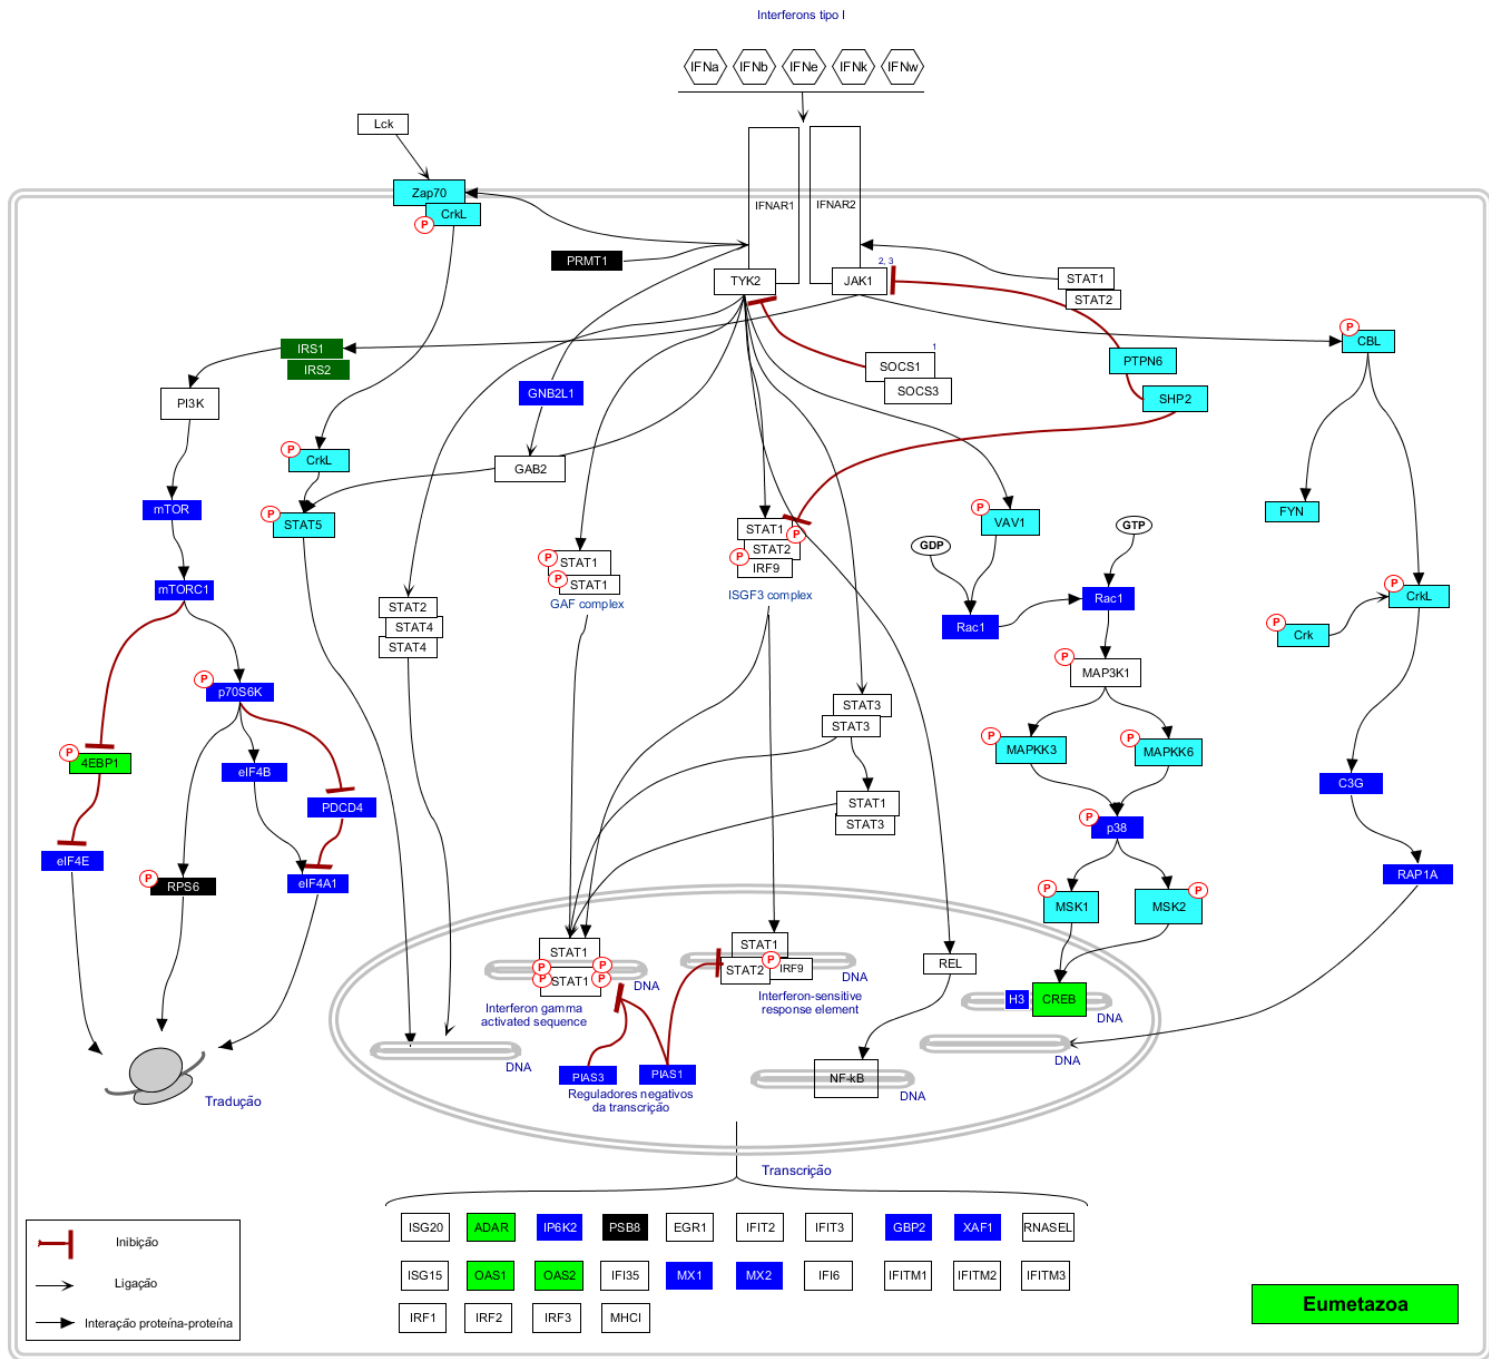 Interferons tipo I
IFNa IFNb IFNe IFNk IFNw
Lck
Zap70
CrkL
P
IFNAR1
IFNAR2
PRMT1
TYK2
JAK1
2, 3
STAT1
STAT2
IRS1
IRS2
PI3K
GNB2L1
SOCS1
1
SOCS3
PTPN6
SHP2
P
CBL
P
CrkL
GAB2
mTOR
P
STAT5
P
STAT1
P
STAT1
GAF complex
STAT1
P
STAT2
P
IRF9
ISGF3 complex
P
VAV1
GDP
GTP
FYN
mTORC1
STAT2
STAT4
STAT4
Rac1
Rac1
P
CrkL
P
Crk
P
p70S6K
P
MAP3K1
STAT3
STAT3
P
4EBP1
eIF4B
PDCD4
P
MAPKK3
P
MAPKK6
C3G
STAT1
STAT3
P
p38
eIF4E
P
RPS6
eIF4A1
RAP1A
P
MSK1
P
MSK2
STAT1
P
P
P
STAT1
P
DNA
Interferon gamma
activated sequence
STAT1
P
STAT2
IRF9
DNA
Interferon-sensitive
response element
REL
H3
CREB
DNA
DNA
DNA
PIAS3
PIAS1
Reguladores negativos
da transcrição
NF-kB
DNA
Tradução
Transcrição
ISG20 ADAR IP6K2 PSB8 EGR1 IFIT2 IFIT3 GBP2 XAF1 RNASEL
ISG15 OAS1 OAS2 IFI35 MX1 MX2 IFI6 IFITM1 IFITM2 IFITM3
IRF1 IRF2 IRF3 MHCI
Inibição
Ligação
Interação proteína-proteína
Eumetazoa